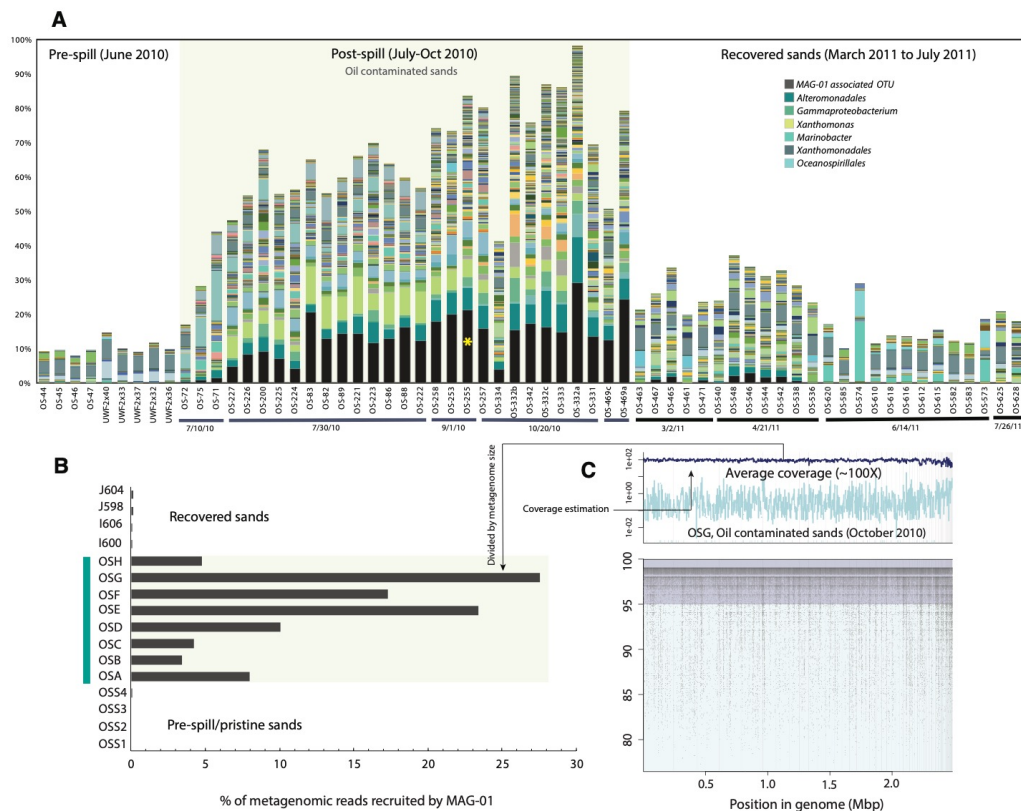 A
Pre-spill (June 2010)
Post-spill (July-Oct 2010)
Oil contaminated sands
Recovered sands (March 2011 to July 2011)
100%
90%
80%
70%
60%
50%
40%
30%
20%
10%
0%
MAG-01 associated OTU
Alteromonadales
Gammaproteobacterium
Xanthomonas
Marinobacter
Xanthomonadales
Oceanospirillales
OS-44
OS-45
OS-46
OS-47
UWF-2x40
UWF-2x33
UWF-2x37
UWF-2x32
UWF-2x35
OS-72
OS-75
OS-71
OS-227
OS-226
OS-200
OS-225
OS-224
OS-83
OS-82
OS-89
OS-221
OS-223
OS-86
OS-88
OS-222
OS-258
OS-253
OS-255
OS-257
OS-334
OS-332b
OS-342
OS-332c
OS-333
OS-332a
OS-331
OS-469c
OS-469a
OS-463
OS-467
OS-465
OS-461
OS-471
OS-540
OS-548
OS-546
OS-544
OS-542
OS-538
OS-536
OS-620
OS-585
OS-574
OS-610
OS-618
OS-612
OS-611
OS-582
OS-583
OS-573
OS-625
OS-628
7/10/10
7/30/10
9/1/10
10/20/10
3/2/11
4/21/11
6/14/11
7/26/11
B
J604
J598
I606
I600
OSH
OSG
OSF
OSE
OSD
OSC
OSB
OSA
OSS4
OSS3
OSS2
OSS1
Recovered sands
Pre-spill/pristine sands
Divided by metagenome size
0
5
10
15
20
25
30
% of metagenomic reads recruited by MAG-01
C
1e+02
1e+00
1e-02
Average coverage (~100X)
Coverage estimation
OSG, Oil contaminated sands (October 2010)
100
95
90
85
80
0.5
1.0
1.5
2.0
Position in genome (Mbp)